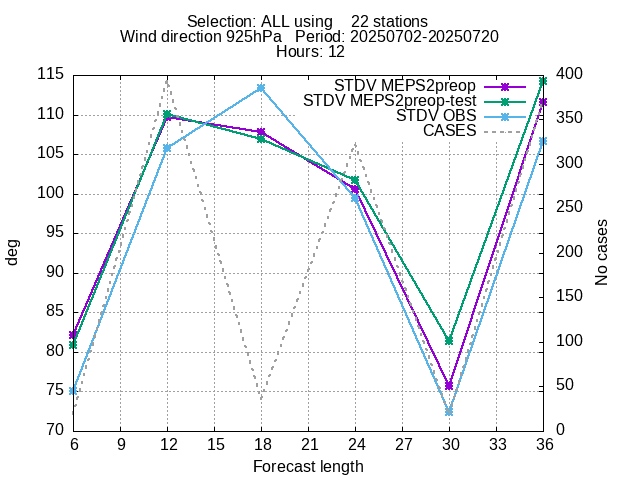 Selection: ALL using    22 stations
Wind direction 925hPa   Period: 20250702-20250720
Hours: 12
STDV MEPS2preop
STDV MEPS2preop-test
STDV OBS
CASES
115
110
105
100
95
90
85
80
75
70
deg
400
350
300
250
200
150
100
50
0
No cases
6 9 12 15 18 21 24 27 30 33 36
Forecast length